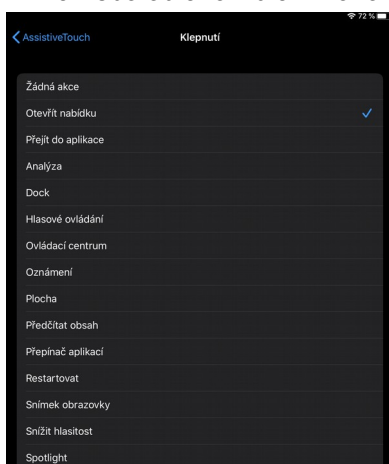 72 %
AssistiveTouch
Klepnutí
Žádná akce
Otevřít nabídku
Přejít do aplikace
Analýza
Dock
Hlasové ovládání
Ovládací centrum
Oznámení
Plocha
Předčítat obsah
Přepínač aplikací
Restartovat
Snímek obrazovky
Snížit hlasitost
Spotlight